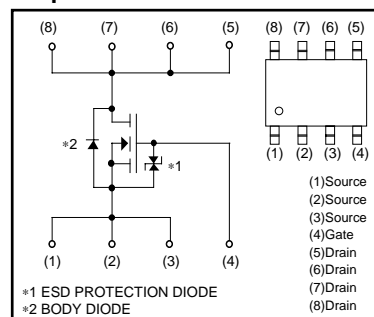 (8) (7) (6) (5)
(8) (7) (6) (5)
∗2
∗1
(1) (2) (3) (4)
(1) (2) (3) (4)
(1)Source
(2)Source
(3)Source
(4)Gate
(5)Drain
(6)Drain
(7)Drain
(8)Drain
∗1 ESD PROTECTION DIODE
∗2 BODY DIODE